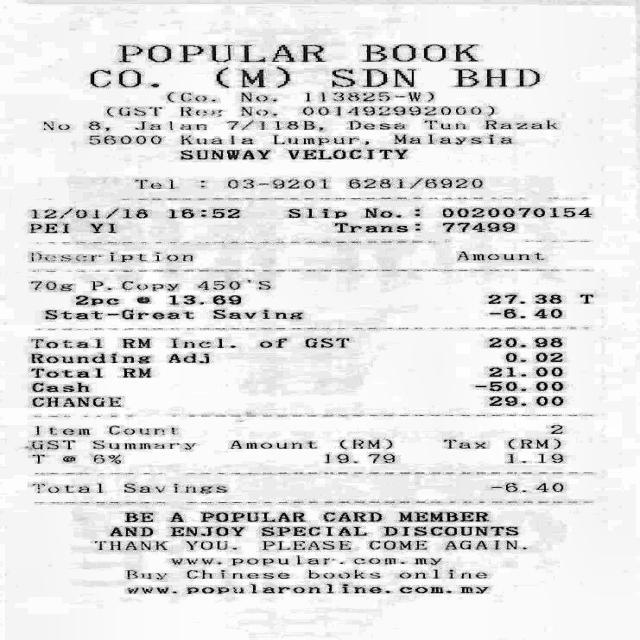 POPULAR BOOK
CO. (M) SDN BHD
(Co. No. 113825-W)
(GST Reg No. 001492992000)
No 8, Jalan 7/118B, Desa Tun Razak
56000 Kuala Lumpur, Malaysia
SUNWAY VELOCITY
Tel : 03-9201 6281/6920
12/01/18 16:52 Slip No.: 0020070154
PEI YI Trans: 77499
Description Amount
70g P.Copy 450'S
2pc @ 13.69 27.38 T
Stat-Great Saving -6.40
Total RM Incl. of GST 20.98
Rounding Adj 0.02
Total RM 21.00
Cash -50.00
CHANGE 29.00
Item Count 2
GST Summary Amount (RM) Tax (RM)
T @ 6% 19.79 1.19
Total Savings -6.40
BE A POPULAR CARD MEMBER
AND ENJOY SPECIAL DISCOUNTS
THANK YOU. PLEASE COME AGAIN.
www.popular.com.my
Buy Chinese books online
www.popularonline.com.my